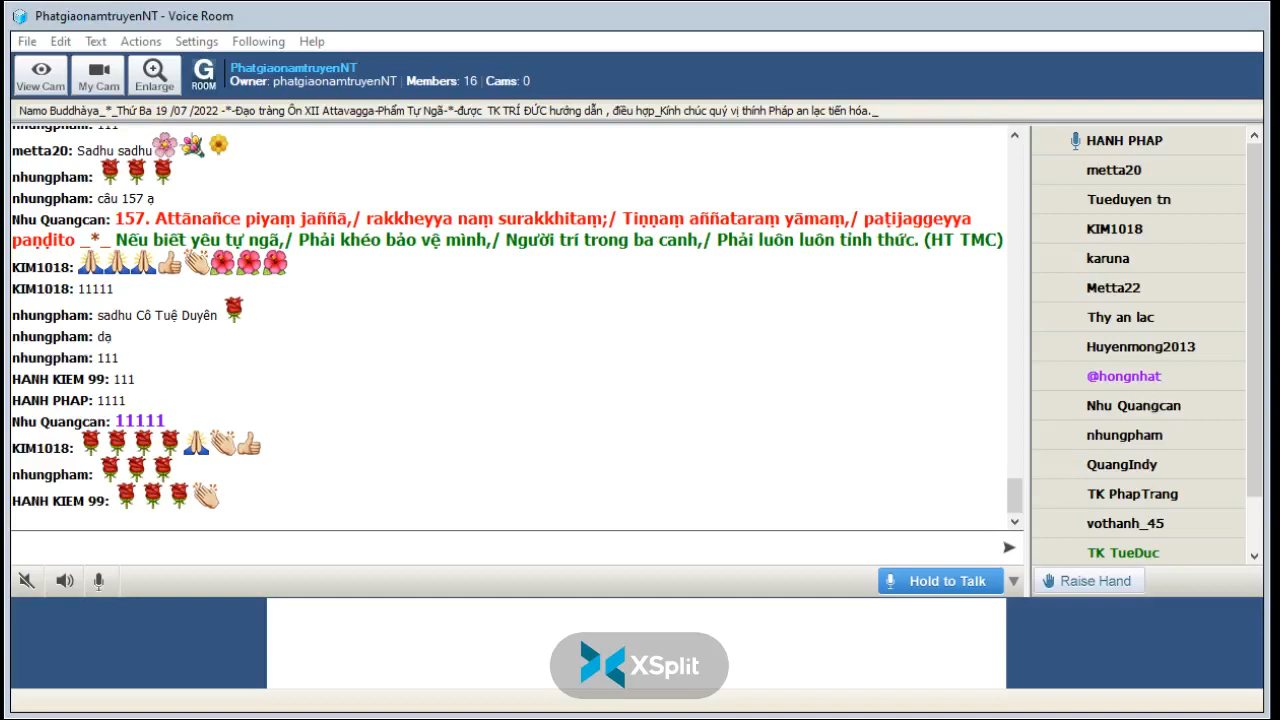 PhatgiaonamtruyenNT - Voice Room
File Edit Text Actions Settings Following Help
View Cam My Cam Enlarge G ROOM
PhatgiaonamtruyenNT
Owner: phatgiaonamtruyenNT | Members: 16 | Cams: 0
Namo Buddhàya_*_Thứ Ba 19 /07 /2022 -*-Đạo tràng Ôn XII Attavagga-Phẩm Tự Ngã-*-được TK TRÍ ĐỨC hướng dẫn , điều hợp_Kính chúc quý vị thính Pháp an lạc tiến hóa._
nhungpham: 111
metta20: Sadhu sadhu
nhungpham:
nhungpham: câu 157 ạ
Nhu Quangcan: 157. Attānañce piyaṃ jaññā,/ rakkheyya naṃ surakkhitaṃ;/ Tiṇṇaṃ aññataraṃ yāmaṃ,/ paṭijaggeyya
paṇḍito _*_ Nếu biết yêu tự ngã,/ Phải khéo bảo vệ mình,/ Người trí trong ba canh,/ Phải luôn luôn tỉnh thức. (HT TMC)
KIM1018:
KIM1018: 11111
nhungpham: sadhu Cô Tuệ Duyên
nhungpham: dạ
nhungpham: 111
HANH KIEM 99: 111
HANH PHAP: 1111
Nhu Quangcan: 11111
KIM1018:
nhungpham:
HANH KIEM 99:
HANH PHAP
metta20
Tueduyen tn
KIM1018
karuna
Metta22
Thy an lac
Huyenmong2013
@hongnhat
Nhu Quangcan
nhungpham
QuangIndy
TK PhapTrang
vothanh_45
TK TueDuc
Hold to Talk
Raise Hand
XSplit